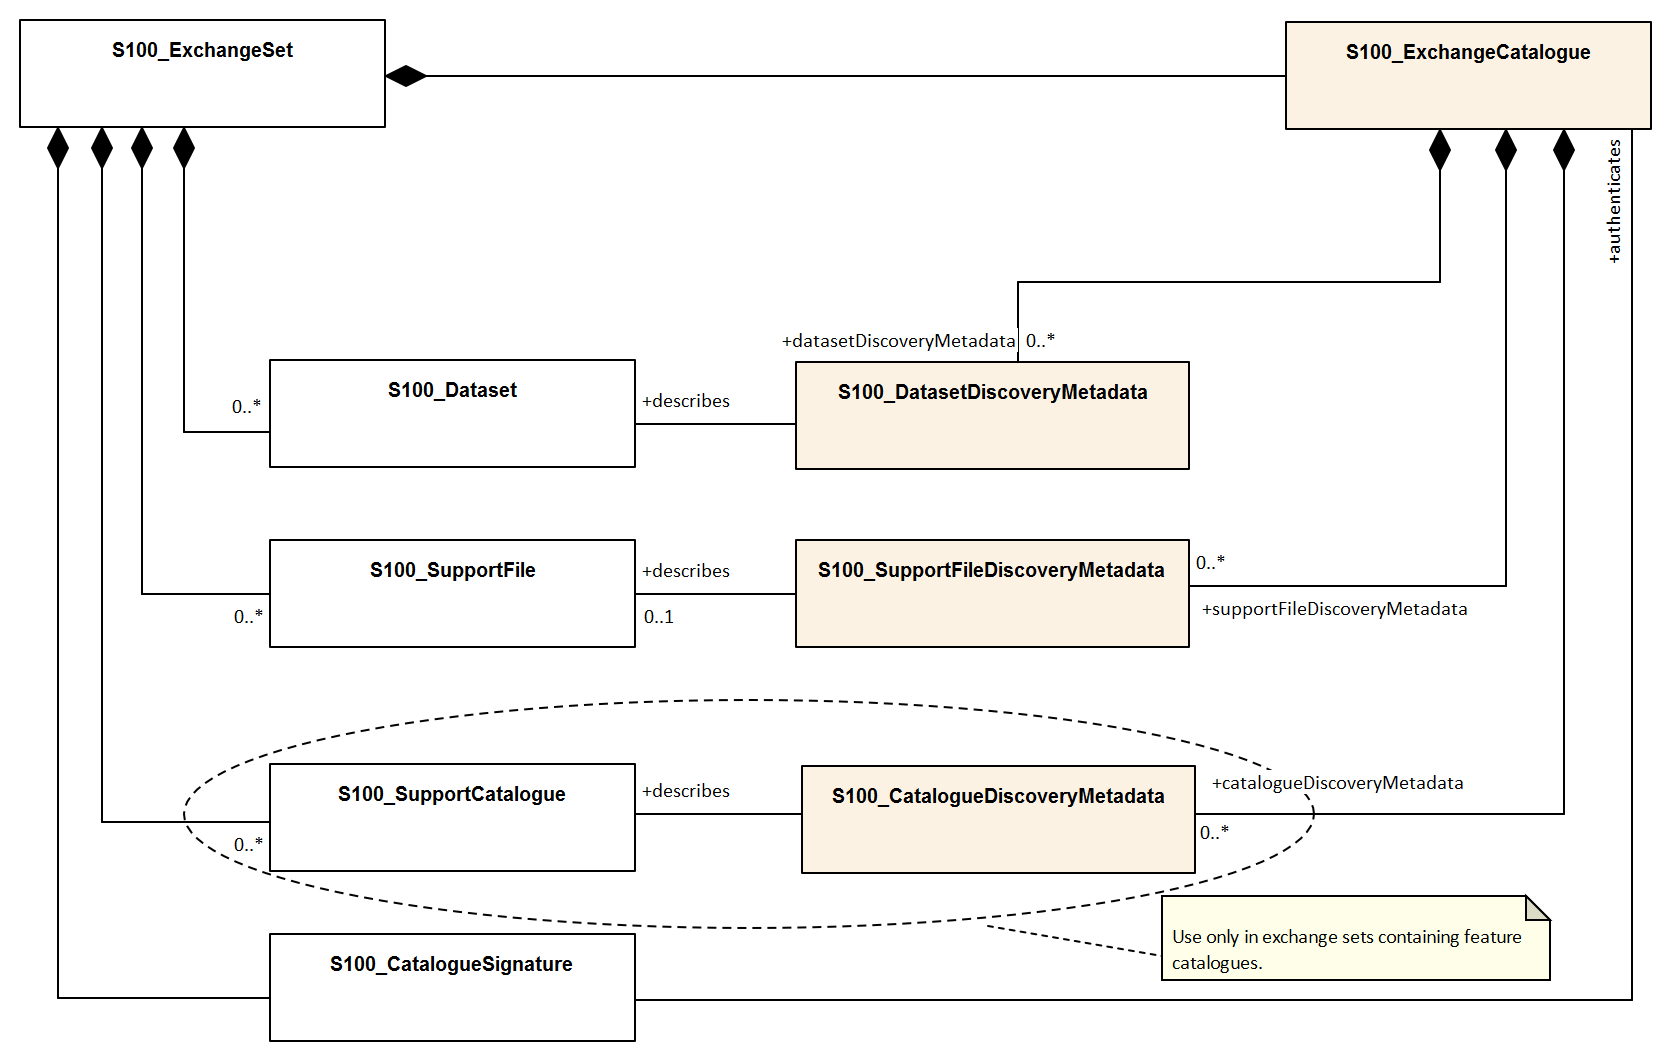 S100_ExchangeSet
S100_ExchangeCatalogue
+authenticates
+datasetDiscoveryMetadata
0..*
S100_Dataset
0..*
+describes
S100_DatasetDiscoveryMetadata
S100_SupportFile
0..*
+describes
0..1
S100_SupportFileDiscoveryMetadata
0..*
+supportFileDiscoveryMetadata
S100_SupportCatalogue
0..*
+describes
S100_CatalogueDiscoveryMetadata
+catalogueDiscoveryMetadata
0..*
Use only in exchange sets containing feature
catalogues.
S100_CatalogueSignature